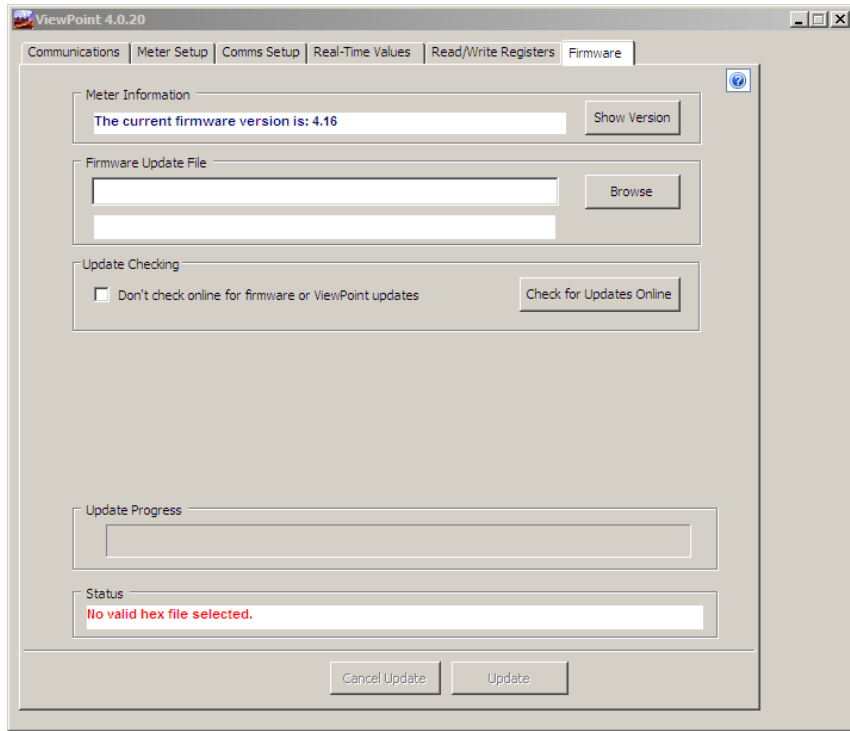 ViewPoint 4.0.20
Communications Meter Setup Comms Setup Real-Time Values Read/Write Registers Firmware
Meter Information
The current firmware version is: 4.16 Show Version
Firmware Update File
Browse
Update Checking
Don't check online for firmware or ViewPoint updates Check for Updates Online
Update Progress
Status
No valid hex file selected.
Cancel Update Update